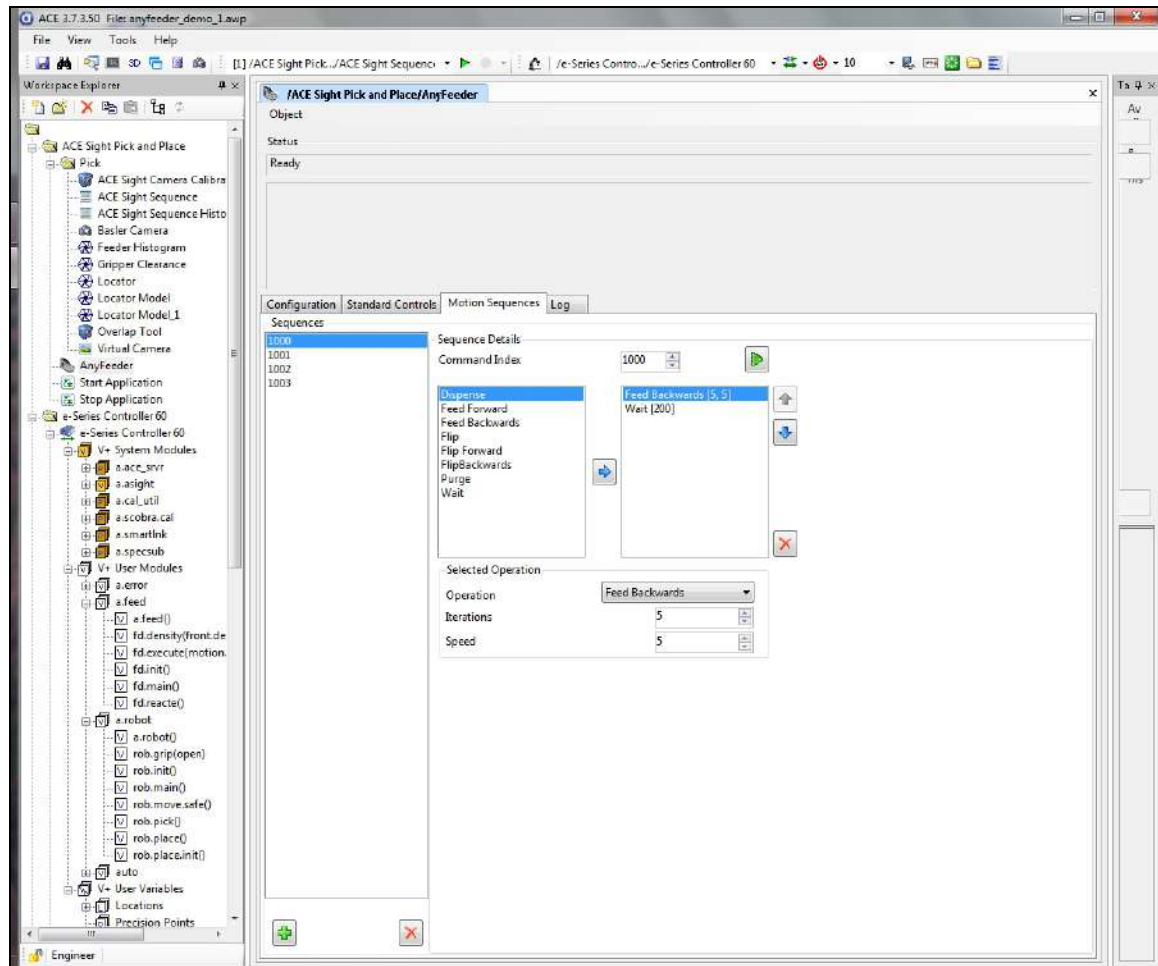 ACE 3.7.3.50 File: anyfeeder_demo_1.awp
File View Tools Help
[1] /ACE Sight Pick.../ACE Sight Sequenc
/e-Series Contro.../e-Series Controller 60
10
Workspace Explorer
ACE Sight Pick and Place
Pick
ACE Sight Camera Calibra
ACE Sight Sequence
ACE Sight Sequence Histo
Basler Camera
Feeder Histogram
Gripper Clearance
Locator
Locator Model
Locator Model_1
Overlap Tool
Virtual Camera
AnyFeeder
Start Application
Stop Application
e-Series Controller 60
e-Series Controller 60
V+ System Modules
a.ace_srvr
a.asight
a.cal_util
a.scobra.cal
a.smartlnk
a.specsub
V+ User Modules
a.error
a.feed
a.feed()
fd.density(front.de
fd.execute(motion.
fd.init()
fd.main()
fd.reacte()
a.robot
a.robot()
rob.grip(open)
rob.init()
rob.main()
rob.move.safe()
rob.pick()
rob.place()
rob.place.init()
auto
V+ User Variables
Locations
Precision Points
Engineer
/ACE Sight Pick and Place/AnyFeeder
Object
Status
Ready
Configuration Standard Controls Motion Sequences Log
Sequences
1000
1001
1002
1003
Sequence Details
Command Index 1000
Dispense
Feed Forward
Feed Backwards
Flip
Flip Forward
FlipBackwards
Purge
Wait
Feed Backwards [5, 5]
Wait [200]
Selected Operation
Operation Feed Backwards
Iterations 5
Speed 5
Ta
Av